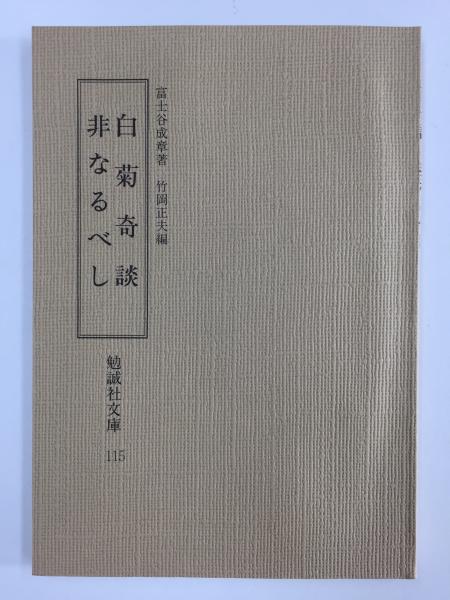 富士谷成章著 竹岡正夫編
白菊奇談
非なるべし
勉誠社文庫 115